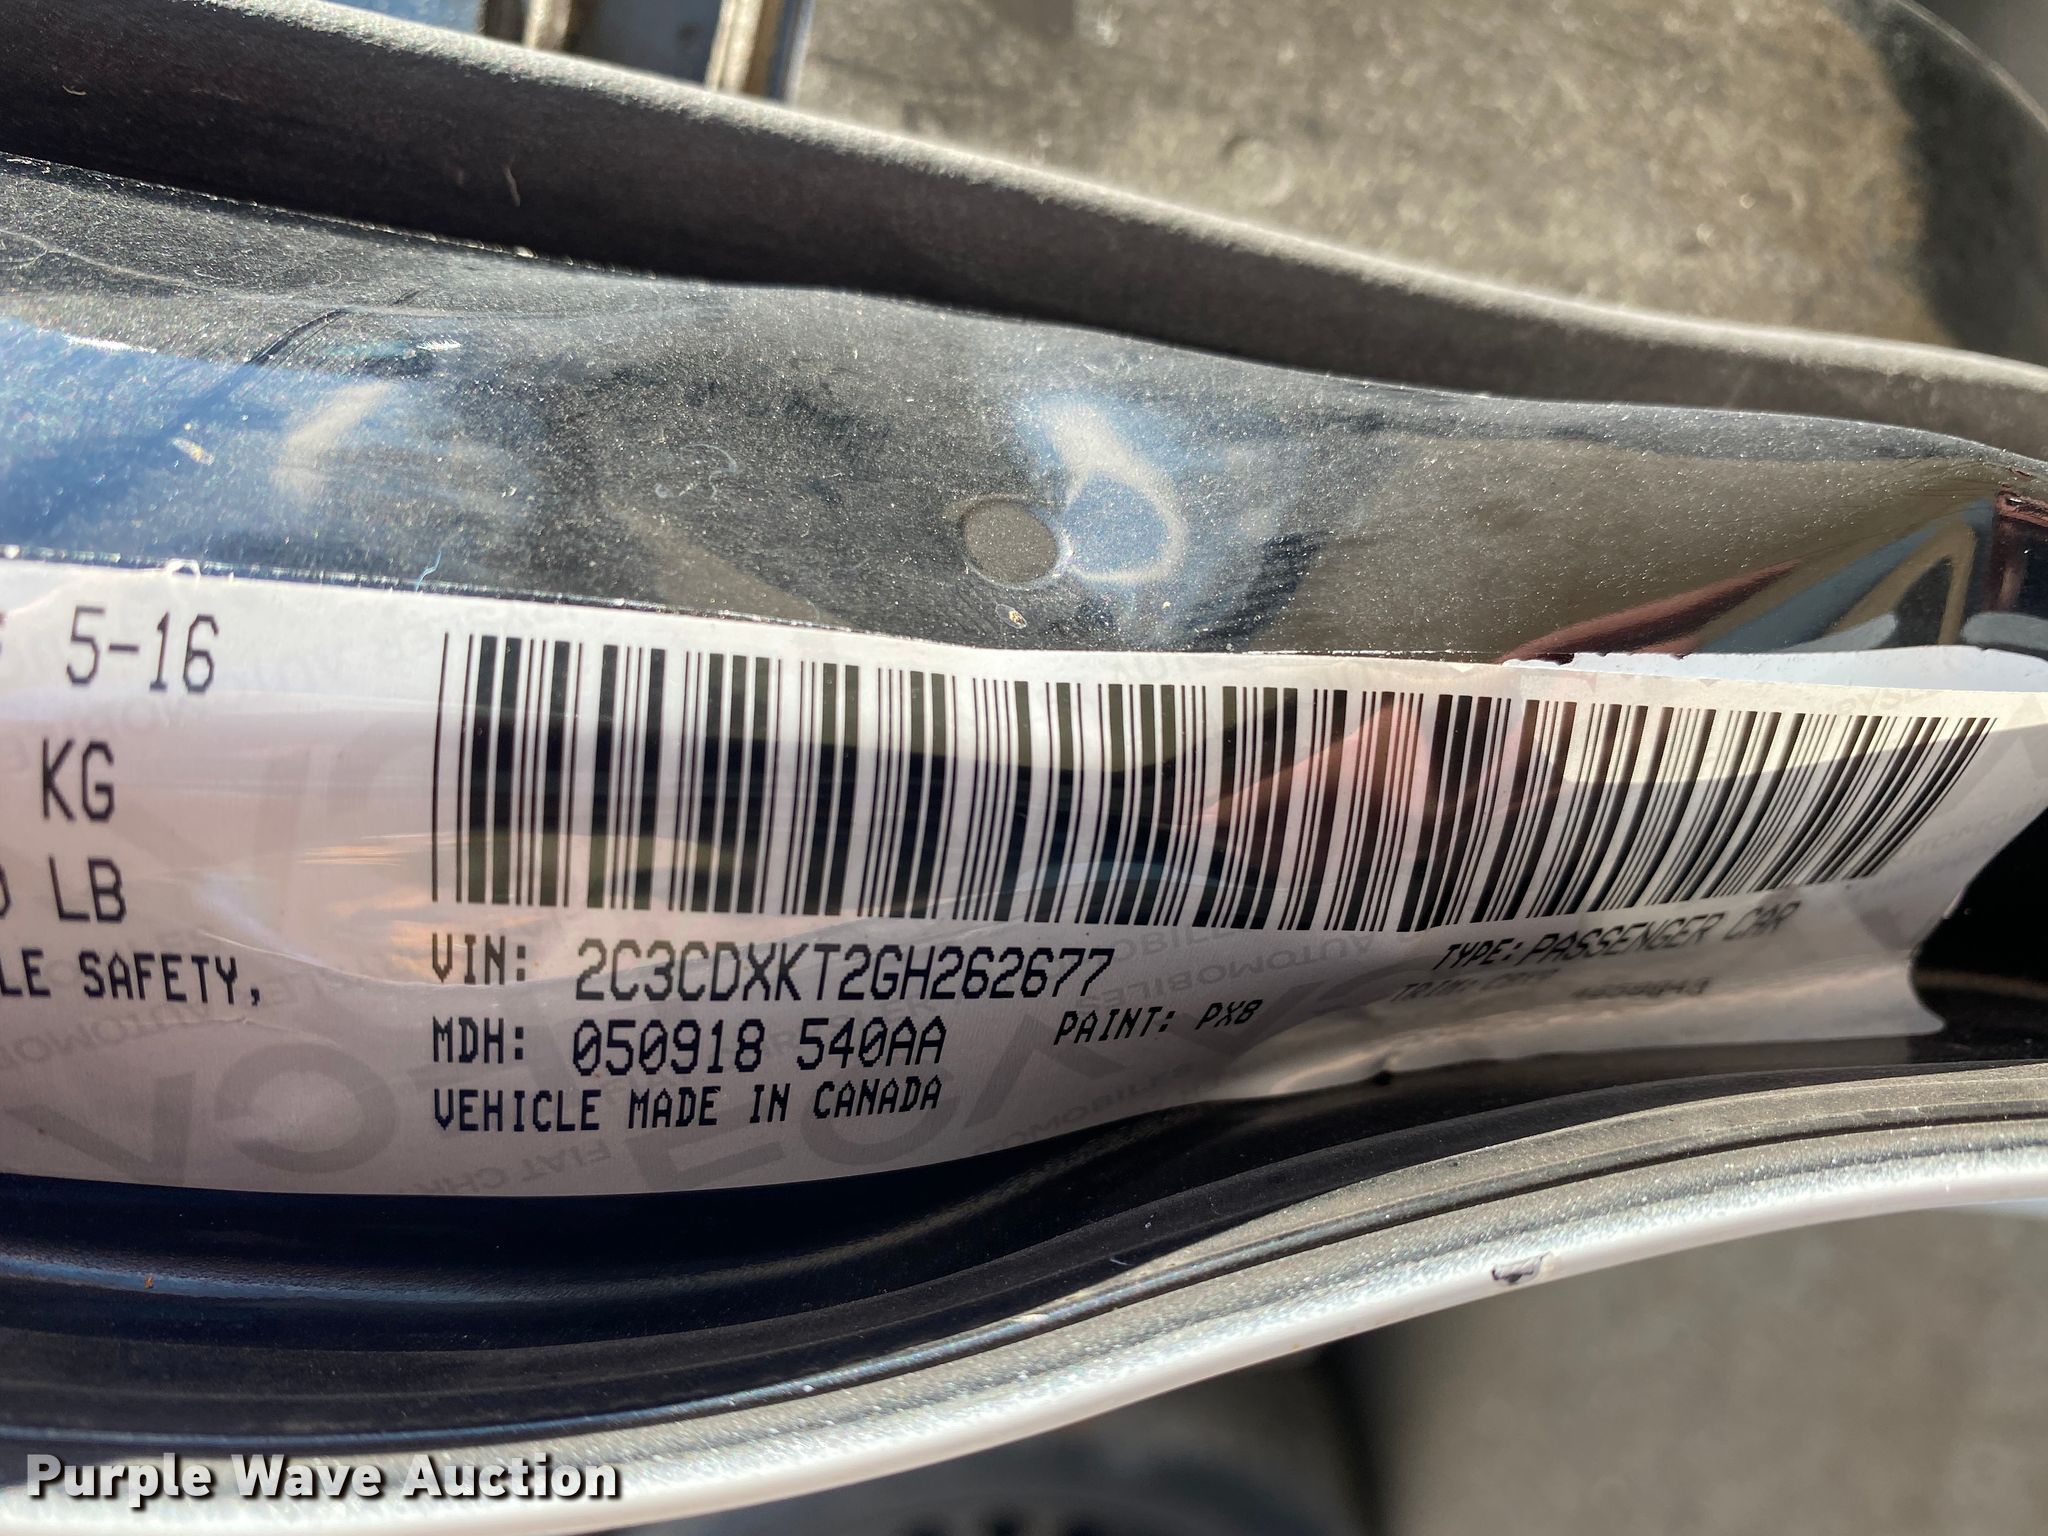 5-16
KG
LB
LE SAFETY,
VIN: 2C3CDXKT2GH262677
TYPE: PASSENGER CAR
MDH: 050918 540AA
PAINT: PX8
VEHICLE MADE IN CANADA
Purple Wave Auction